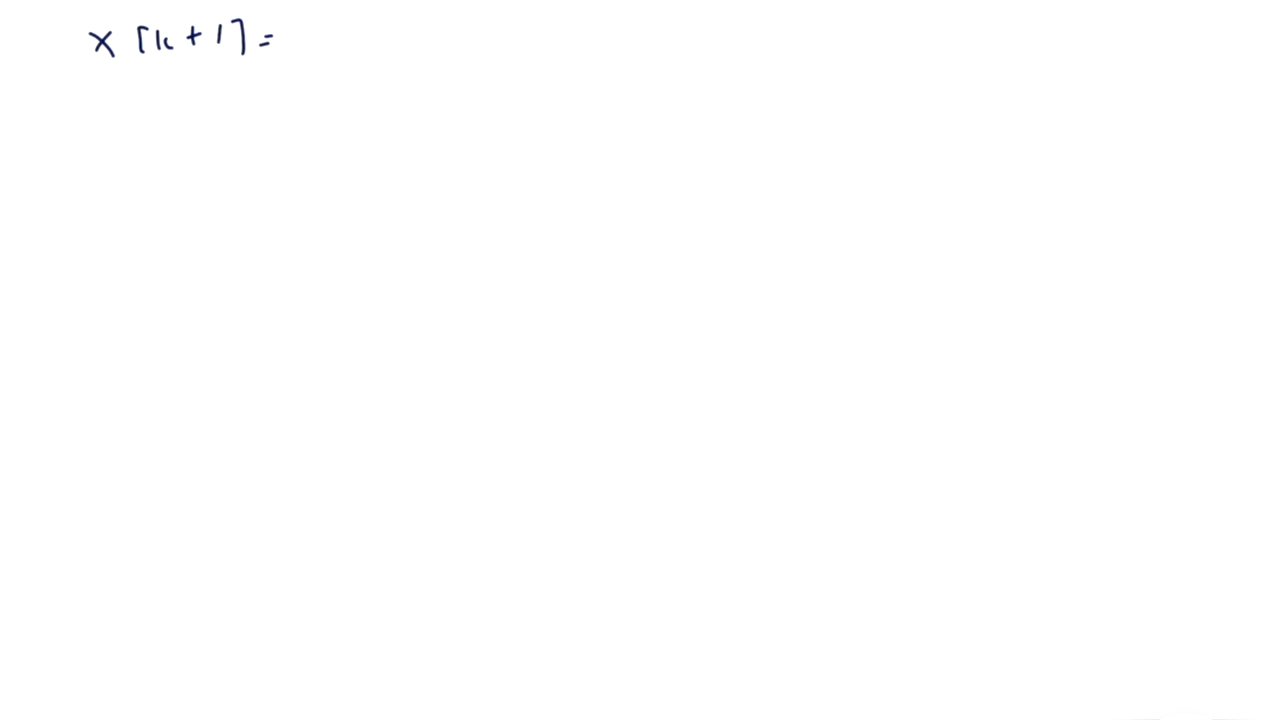 x [k + 1] =